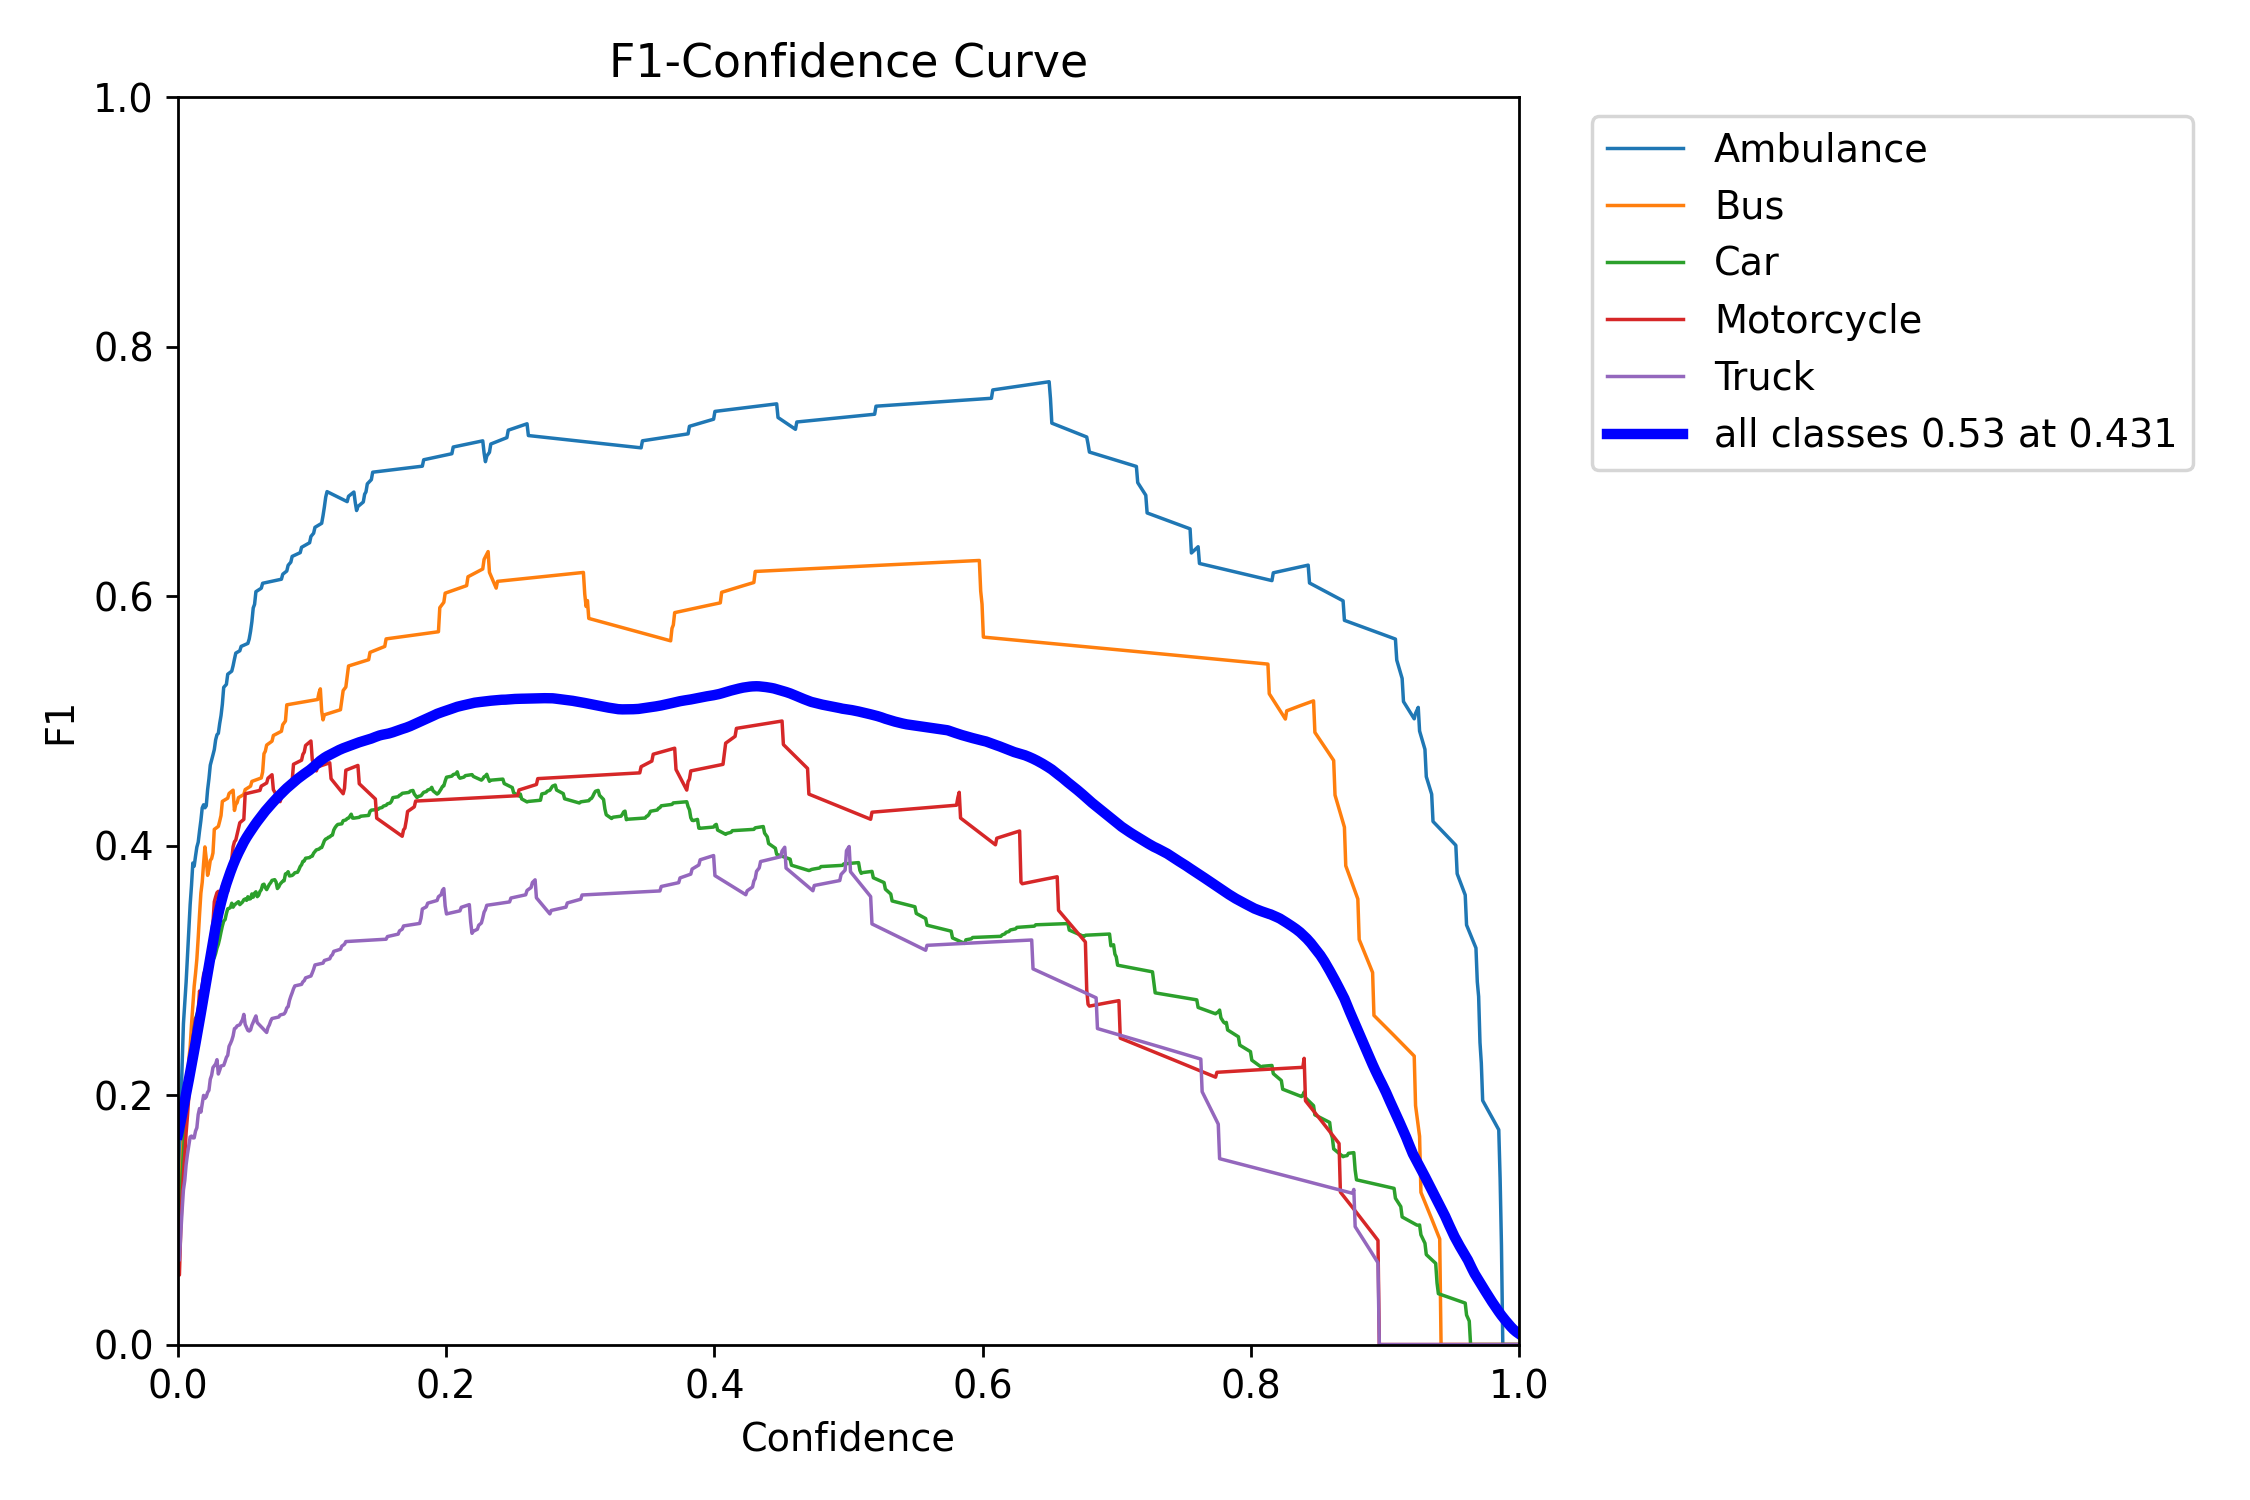 F1-Confidence Curve
1.0
0.8
0.6
0.4
0.2
0.0
F1
0.0 0.2 0.4 0.6 0.8 1.0
Confidence
Ambulance
Bus
Car
Motorcycle
Truck
all classes 0.53 at 0.431